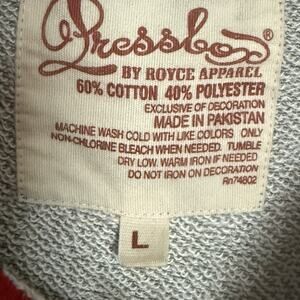 Pressbox®
BY ROYCE APPAREL
60% COTTON 40% POLYESTER
EXCLUSIVE OF DECORATION
MADE IN PAKISTAN
MACHINE WASH COLD WITH LIKE COLORS ONLY
NON-CHLORINE BLEACH WHEN NEEDED. TUMBLE
DRY LOW. WARM IRON IF NEEDED
DO NOT IRON ON DECORATION
Rn74802
L